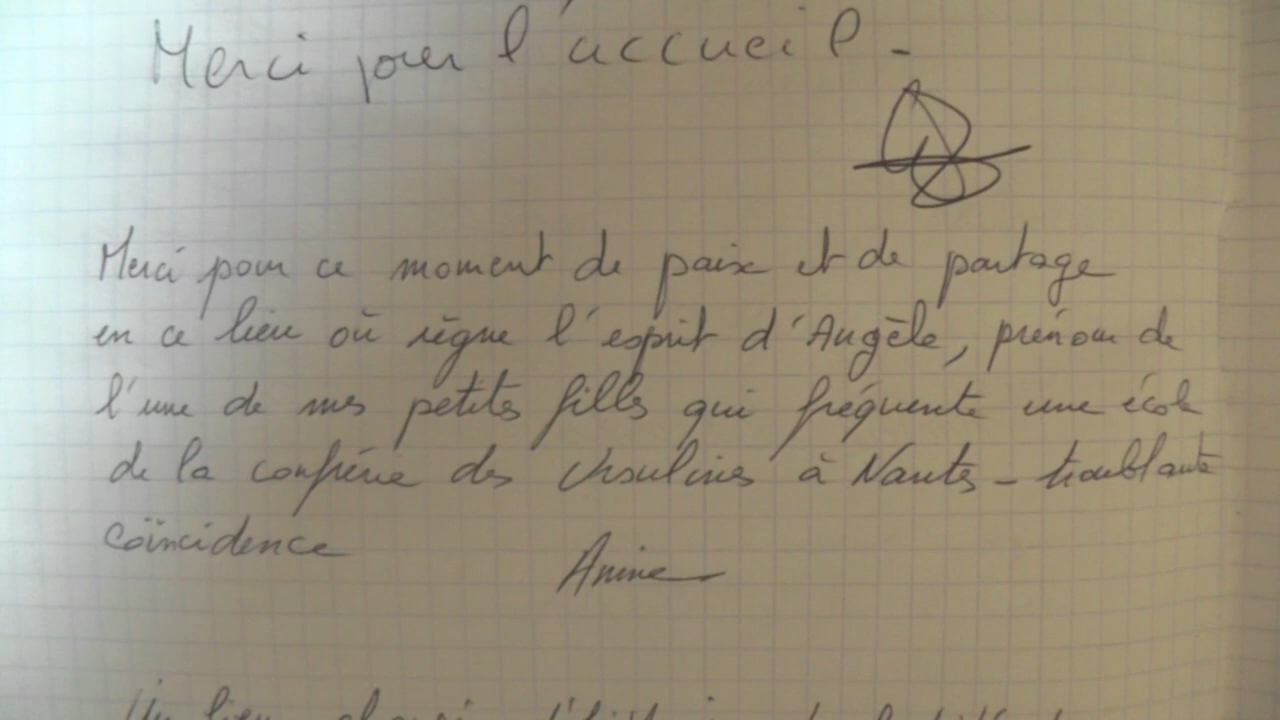 Merci pour l'accueil -
Merci pour ce moment de paix et de partage
en ce lieu où règne l'esprit d'Angèle, prénom de
l'une de mes petites filles qui fréquente une école
de la confrérie des Ursulines à Nantes - troublante
coïncidence
Un lieu